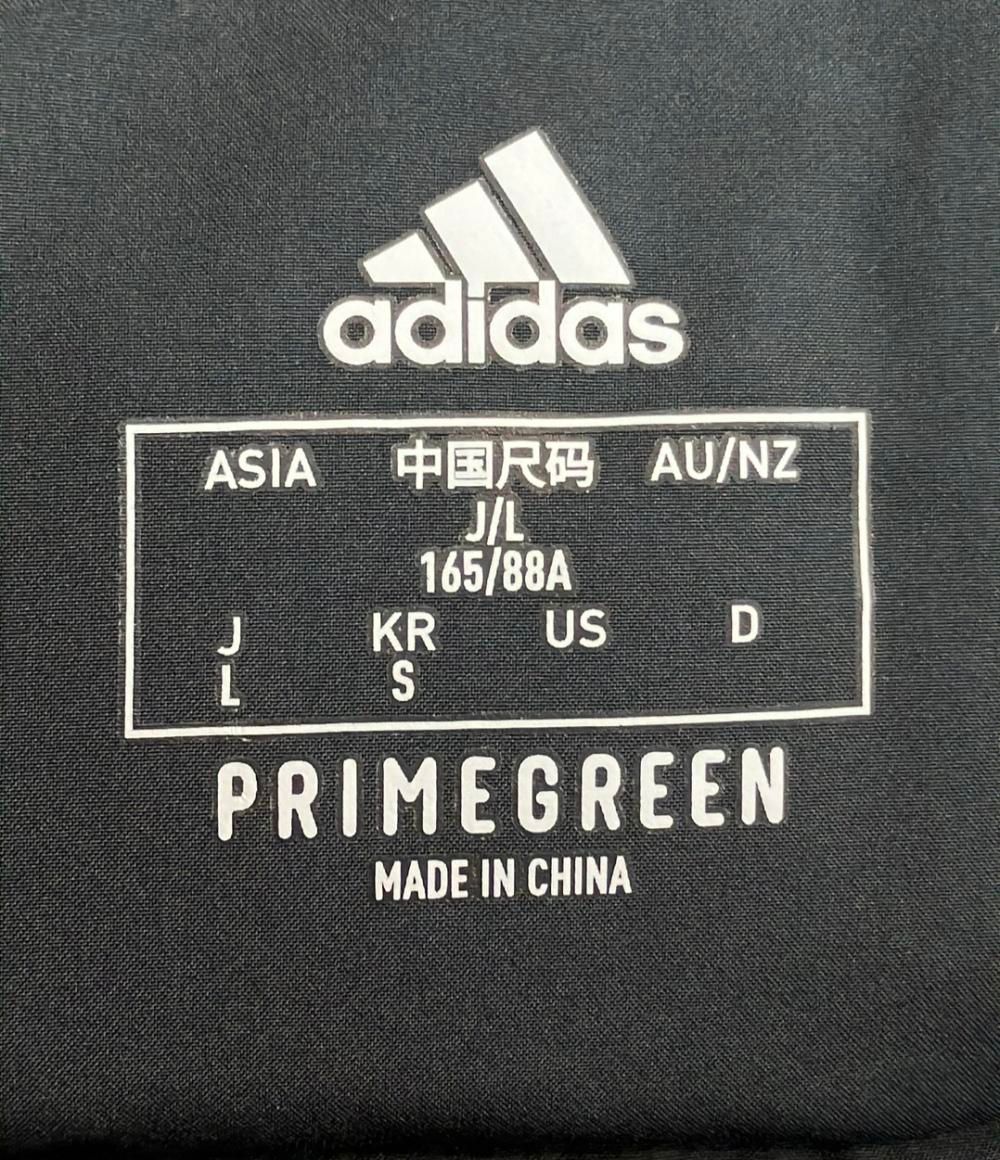 adidas
ASIA 中国尺码 AU/NZ
J/L
165/88A
J KR US D
L S
PRIMEGREEN
MADE IN CHINA